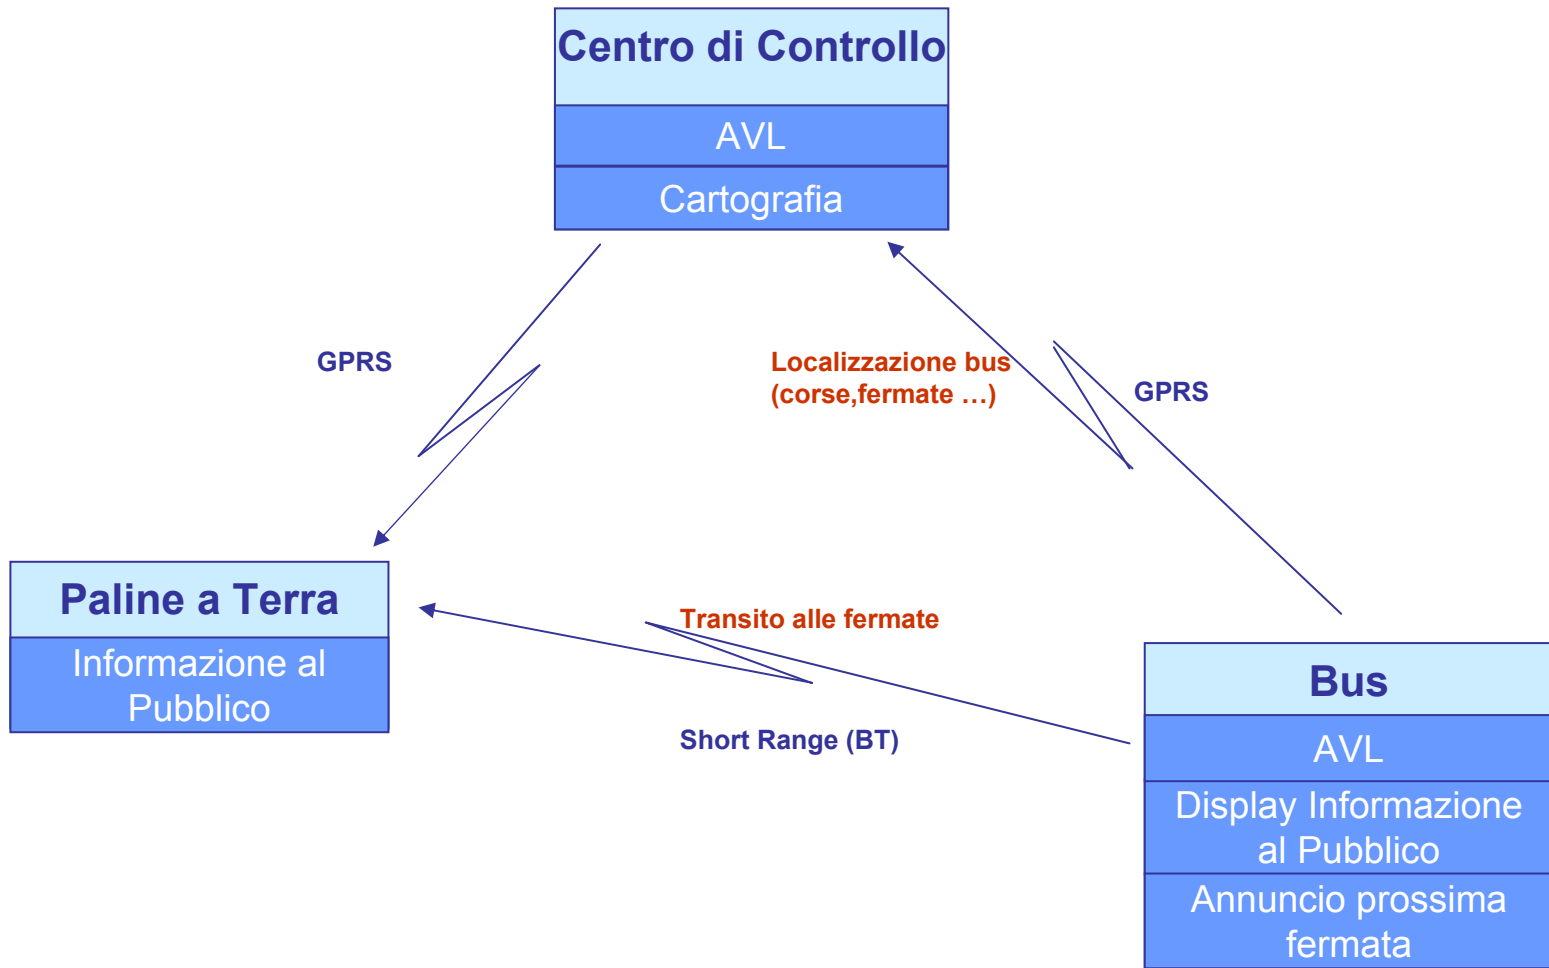 Centro di Controllo
AVL
Cartografia
GPRS
Localizzazione bus
(corse,fermate …)
GPRS
Paline a Terra
Informazione al
Pubblico
Transito alle fermate
Short Range (BT)
Bus
AVL
Display Informazione
al Pubblico
Annuncio prossima
fermata